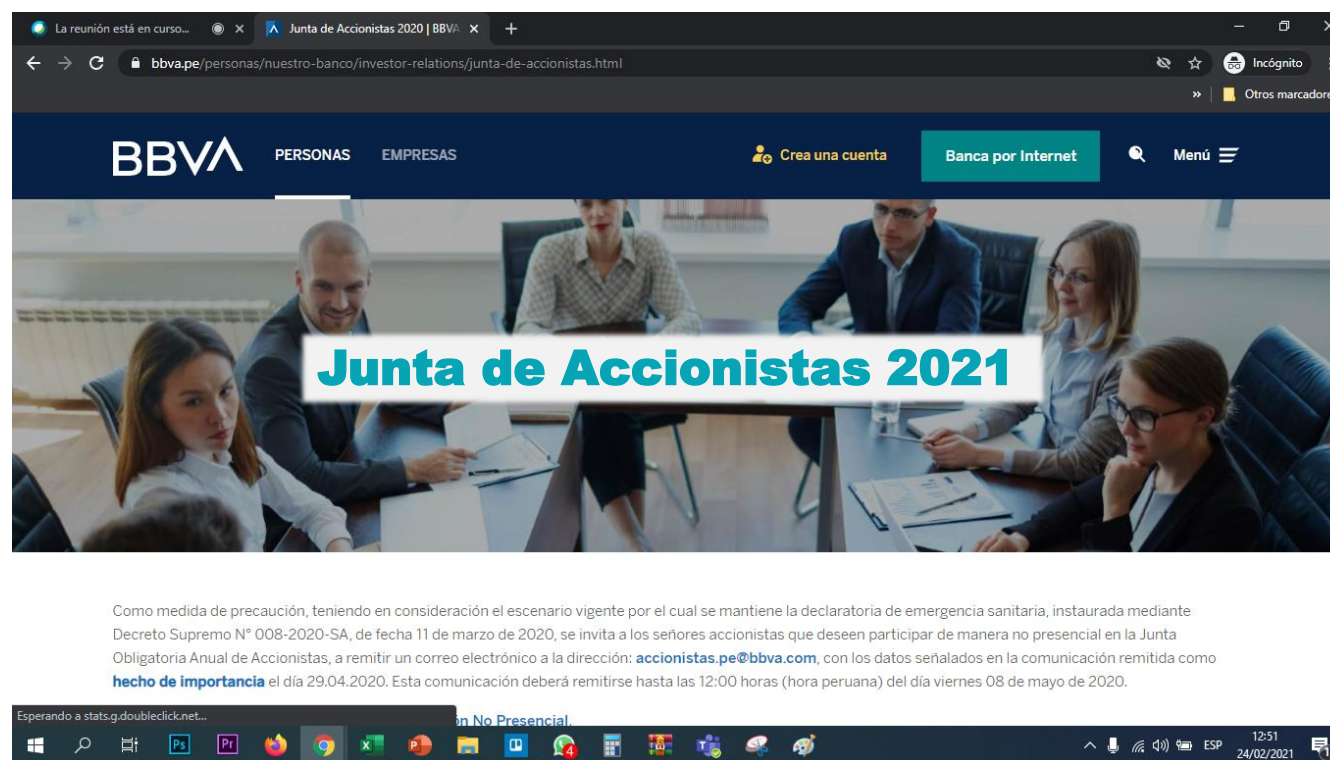 La reunión está en curso...
Junta de Accionistas 2020 | BBVA
bbva.pe/personas/nuestro-banco/investor-relations/junta-de-accionistas.html
Incógnito
»
Otros marcadore
BBVA
PERSONAS
EMPRESAS
Crea una cuenta
Banca por Internet
Menú
Junta de Accionistas 2021
Como medida de precaución, teniendo en consideración el escenario vigente por el cual se mantiene la declaratoria de emergencia sanitaria, instaurada mediante
Decreto Supremo N° 008-2020-SA, de fecha 11 de marzo de 2020, se invita a los señores accionistas que deseen participar de manera no presencial en la Junta
Obligatoria Anual de Accionistas, a remitir un correo electrónico a la dirección: accionistas.pe@bbva.com, con los datos señalados en la comunicación remitida como
hecho de importancia el día 29.04.2020. Esta comunicación deberá remitirse hasta las 12:00 horas (hora peruana) del día viernes 08 de mayo de 2020.
Esperando a stats.g.doubleclick.net...
ón No Presencial.
Ps
Pr
4
ESP
12:51
24/02/2021
1